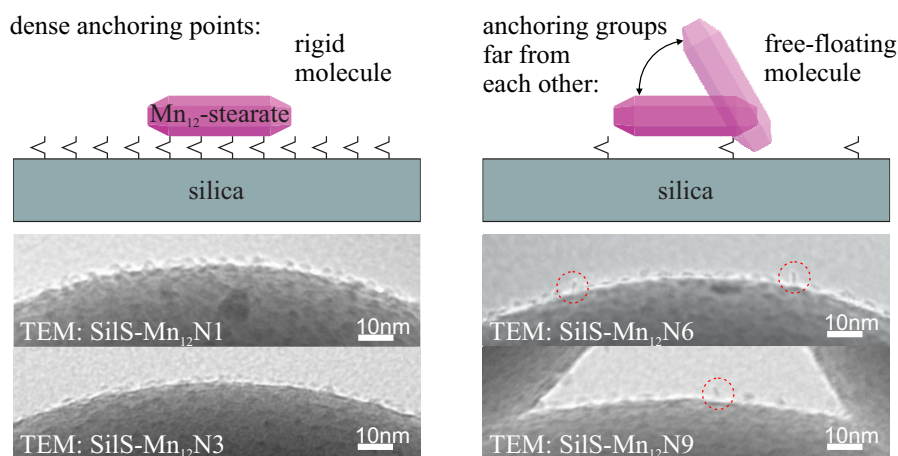 dense anchoring points:
rigid
molecule
Mn₁₂-stearate
silica
TEM: SilS-Mn₁₂N1
10nm
TEM: SilS-Mn₁₂N3
10nm
anchoring groups
far from
each other:
free-floating
molecule
silica
TEM: SilS-Mn₁₂N6
10nm
TEM: SilS-Mn₁₂N9
10nm